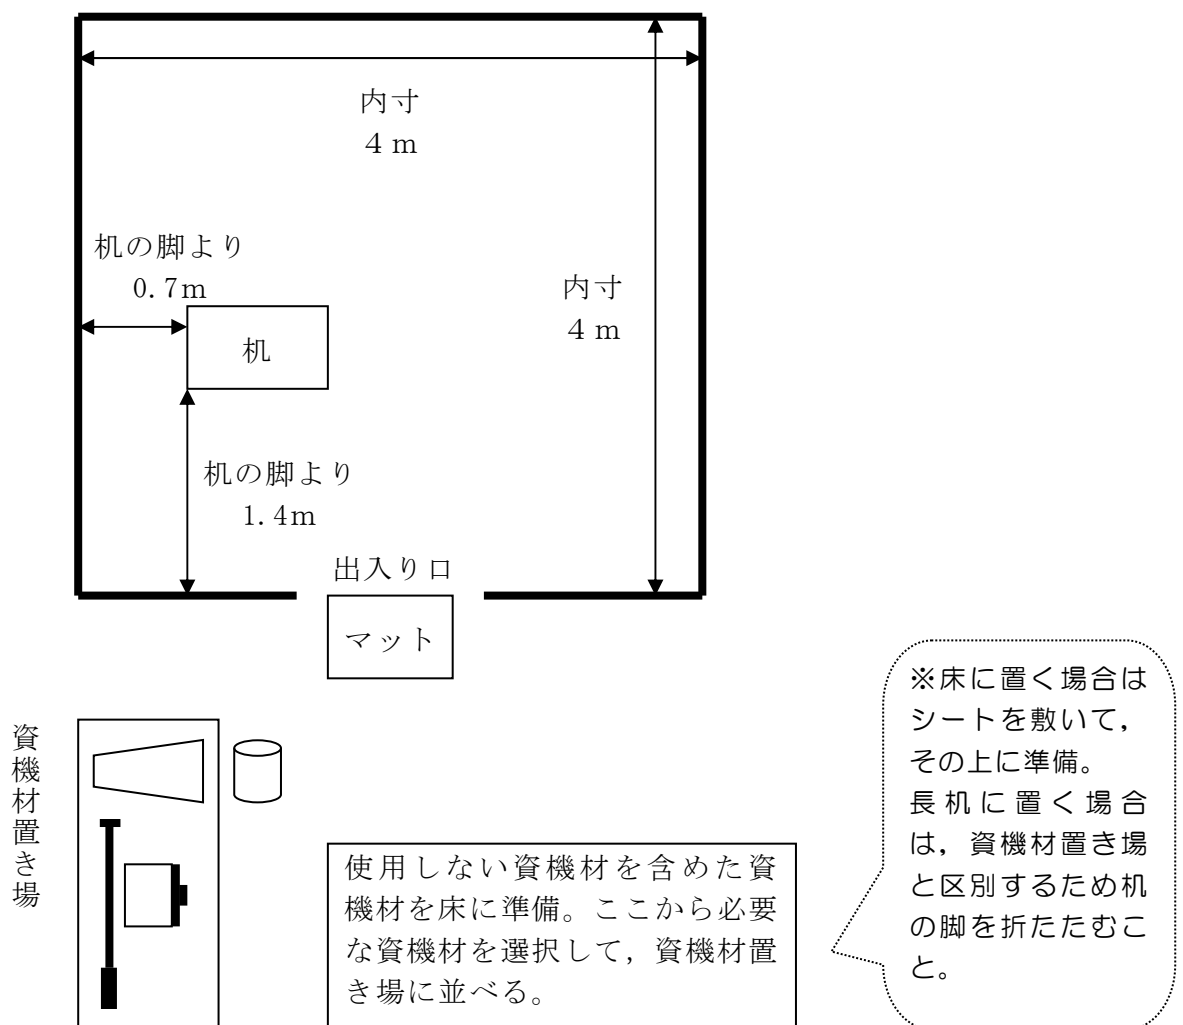 内寸
4 m
机の脚より
0.7m
内寸
4 m
机
机の脚より
1.4m
出入り口
マット
資機材置き場
使用しない資機材を含めた資
機材を床に準備。ここから必要
な資機材を選択して，資機材置
き場に並べる。
※床に置く場合は
シートを敷いて，
その上に準備。
長机に置く場合
は，資機材置き場
と区別するため机
の脚を折たたむこ
と。